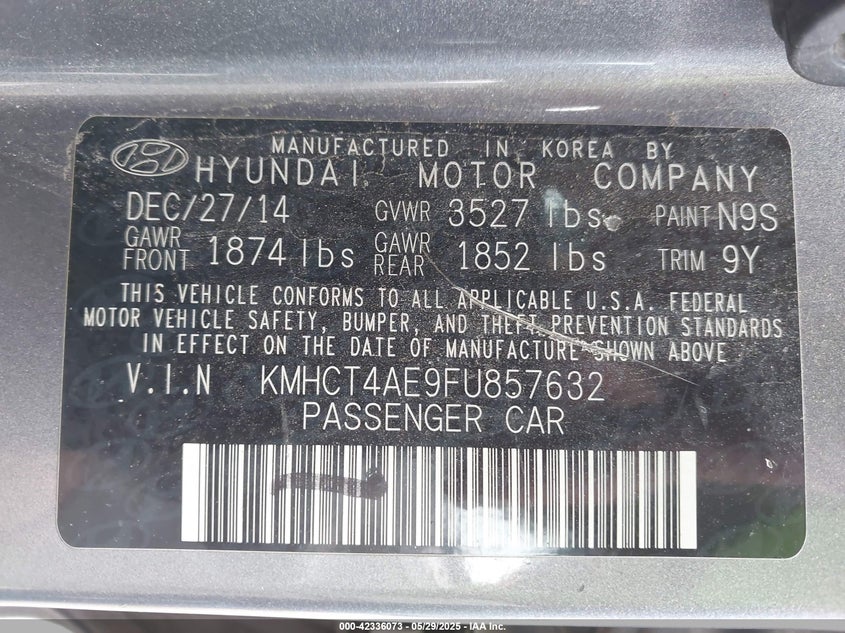 MANUFACTURED IN KOREA BY
HYUNDAI MOTOR COMPANY
DEC/27/14 GVWR 3527 lbs PAINT N9S
GAWR FRONT 1874 lbs GAWR REAR 1852 lbs TRIM 9Y
THIS VEHICLE CONFORMS TO ALL APPLICABLE U.S.A. FEDERAL
MOTOR VEHICLE SAFETY, BUMPER, AND THEFT PREVENTION STANDARDS
IN EFFECT ON THE DATE OF MANUFACTURE SHOWN ABOVE
V.I.N KMHCT4AE9FU857632
PASSENGER CAR
000-42336073 - 05/29/2025 - IAA Inc.